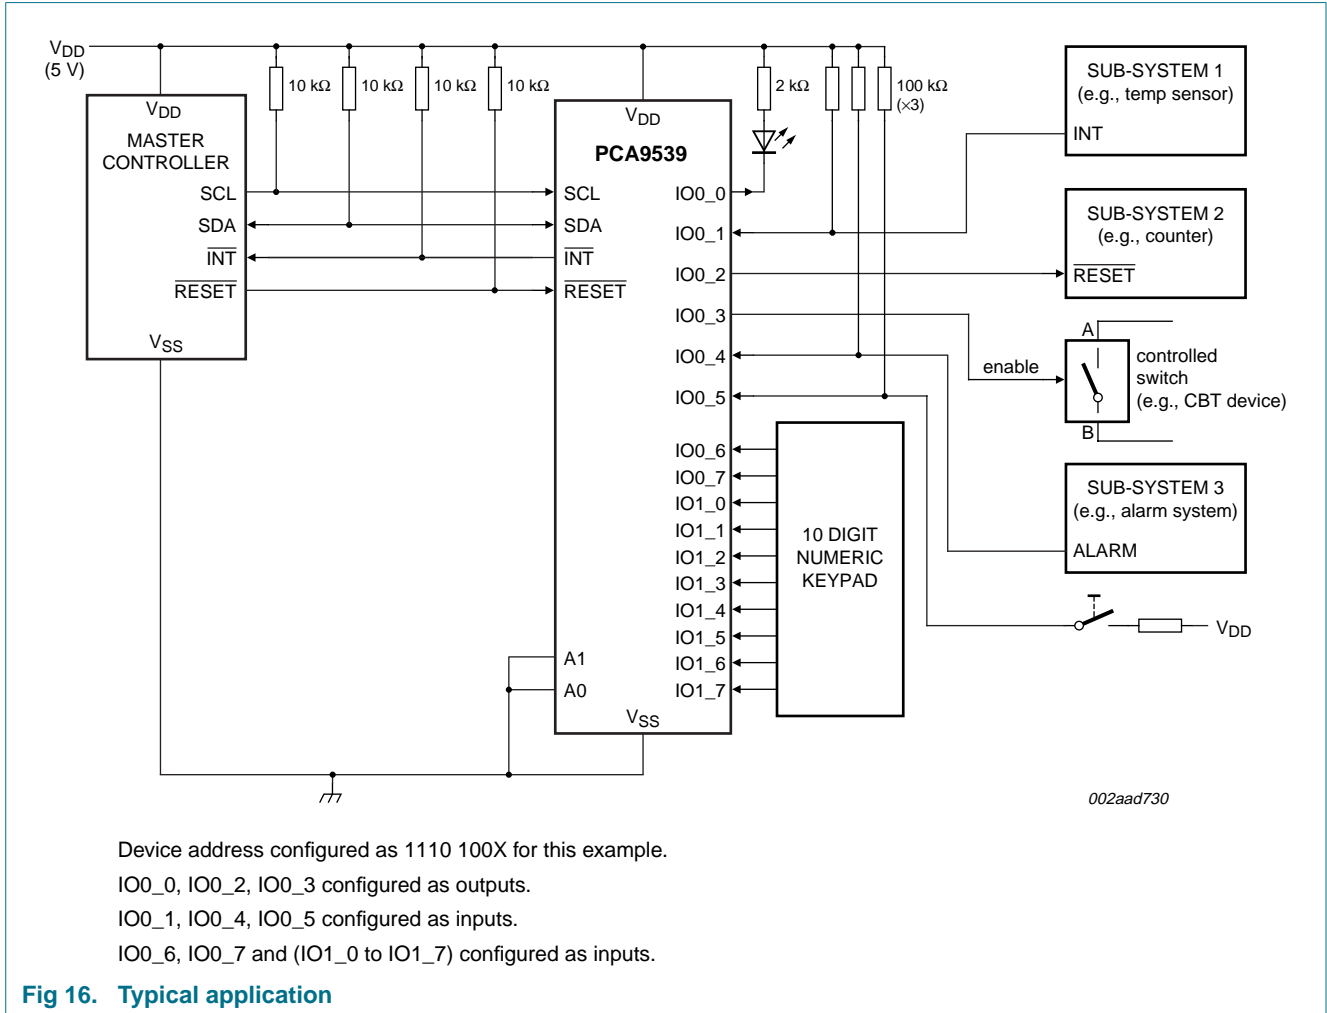 VDD
(5 V)
10 kΩ
10 kΩ
10 kΩ
10 kΩ
2 kΩ
100 kΩ
(×3)
VDD
MASTER
CONTROLLER
SCL
SDA
INT
RESET
VSS
VDD
PCA9539
SCL
SDA
INT
RESET
A1
A0
VSS
IO0_0
IO0_1
IO0_2
IO0_3
IO0_4
IO0_5
IO0_6
IO0_7
IO1_0
IO1_1
IO1_2
IO1_3
IO1_4
IO1_5
IO1_6
IO1_7
10 DIGIT
NUMERIC
KEYPAD
SUB-SYSTEM 1
(e.g., temp sensor)
INT
SUB-SYSTEM 2
(e.g., counter)
RESET
enable
A
B
controlled
switch
(e.g., CBT device)
SUB-SYSTEM 3
(e.g., alarm system)
ALARM
VDD
002aad730
Device address configured as 1110 100X for this example.
IO0_0, IO0_2, IO0_3 configured as outputs.
IO0_1, IO0_4, IO0_5 configured as inputs.
IO0_6, IO0_7 and (IO1_0 to IO1_7) configured as inputs.
Fig 16. Typical application